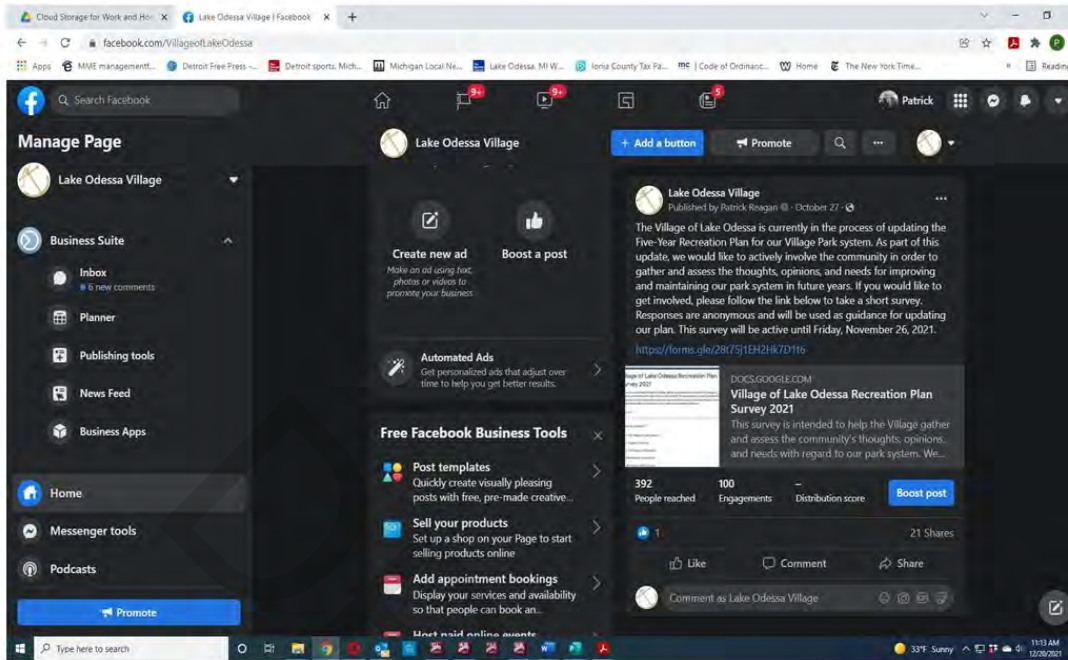 Cloud Storage for Work and Ho
Lake Odessa Village | Facebook
facebook.com/VillageofLakeOdessa
Apps
MME managementt...
Detroit Free Press -...
Detroit sports, Mich...
Michigan Local Ne...
Lake Odessa, MI W...
Ionia County Tax Pa...
Code of Ordinanc...
Home
The New York Time...
Reading
Search Facebook
9+
9+
5
Patrick
Manage Page
Lake Odessa Village
Business Suite
Inbox
6 new comments
Planner
Publishing tools
News Feed
Business Apps
Home
Messenger tools
Podcasts
Promote
Lake Odessa Village
+ Add a button
Promote
Create new ad
Make an ad using text,
photos or videos to
promote your business.
Boost a post
Automated Ads
Get personalized ads that adjust over
time to help you get better results.
Free Facebook Business Tools
Post templates
Quickly create visually pleasing
posts with free, pre-made creative...
Sell your products
Set up a shop on your Page to start
selling products online
Add appointment bookings
Display your services and availability
so that people can book an...
Host paid online events
Lake Odessa Village
Published by Patrick Reagan · October 27 ·
The Village of Lake Odessa is currently in the process of updating the
Five-Year Recreation Plan for our Village Park system. As part of this
update, we would like to actively involve the community in order to
gather and assess the thoughts, opinions, and needs for improving
and maintaining our park system in future years. If you would like to
get involved, please follow the link below to take a short survey.
Responses are anonymous and will be used as guidance for updating
our plan. This survey will be active until Friday, November 26, 2021.
https://forms.gle/28t75J1EH2Hk7D1t6
DOCS.GOOGLE.COM
Village of Lake Odessa Recreation Plan
Survey 2021
This survey is intended to help the Village gather
and assess the community's thoughts, opinions,
and needs with regard to our park system. We...
392
People reached
100
Engagements
–
Distribution score
Boost post
1
21 Shares
Like
Comment
Share
Comment as Lake Odessa Village
Type here to search
33°F Sunny
11:13 AM
12/20/2021